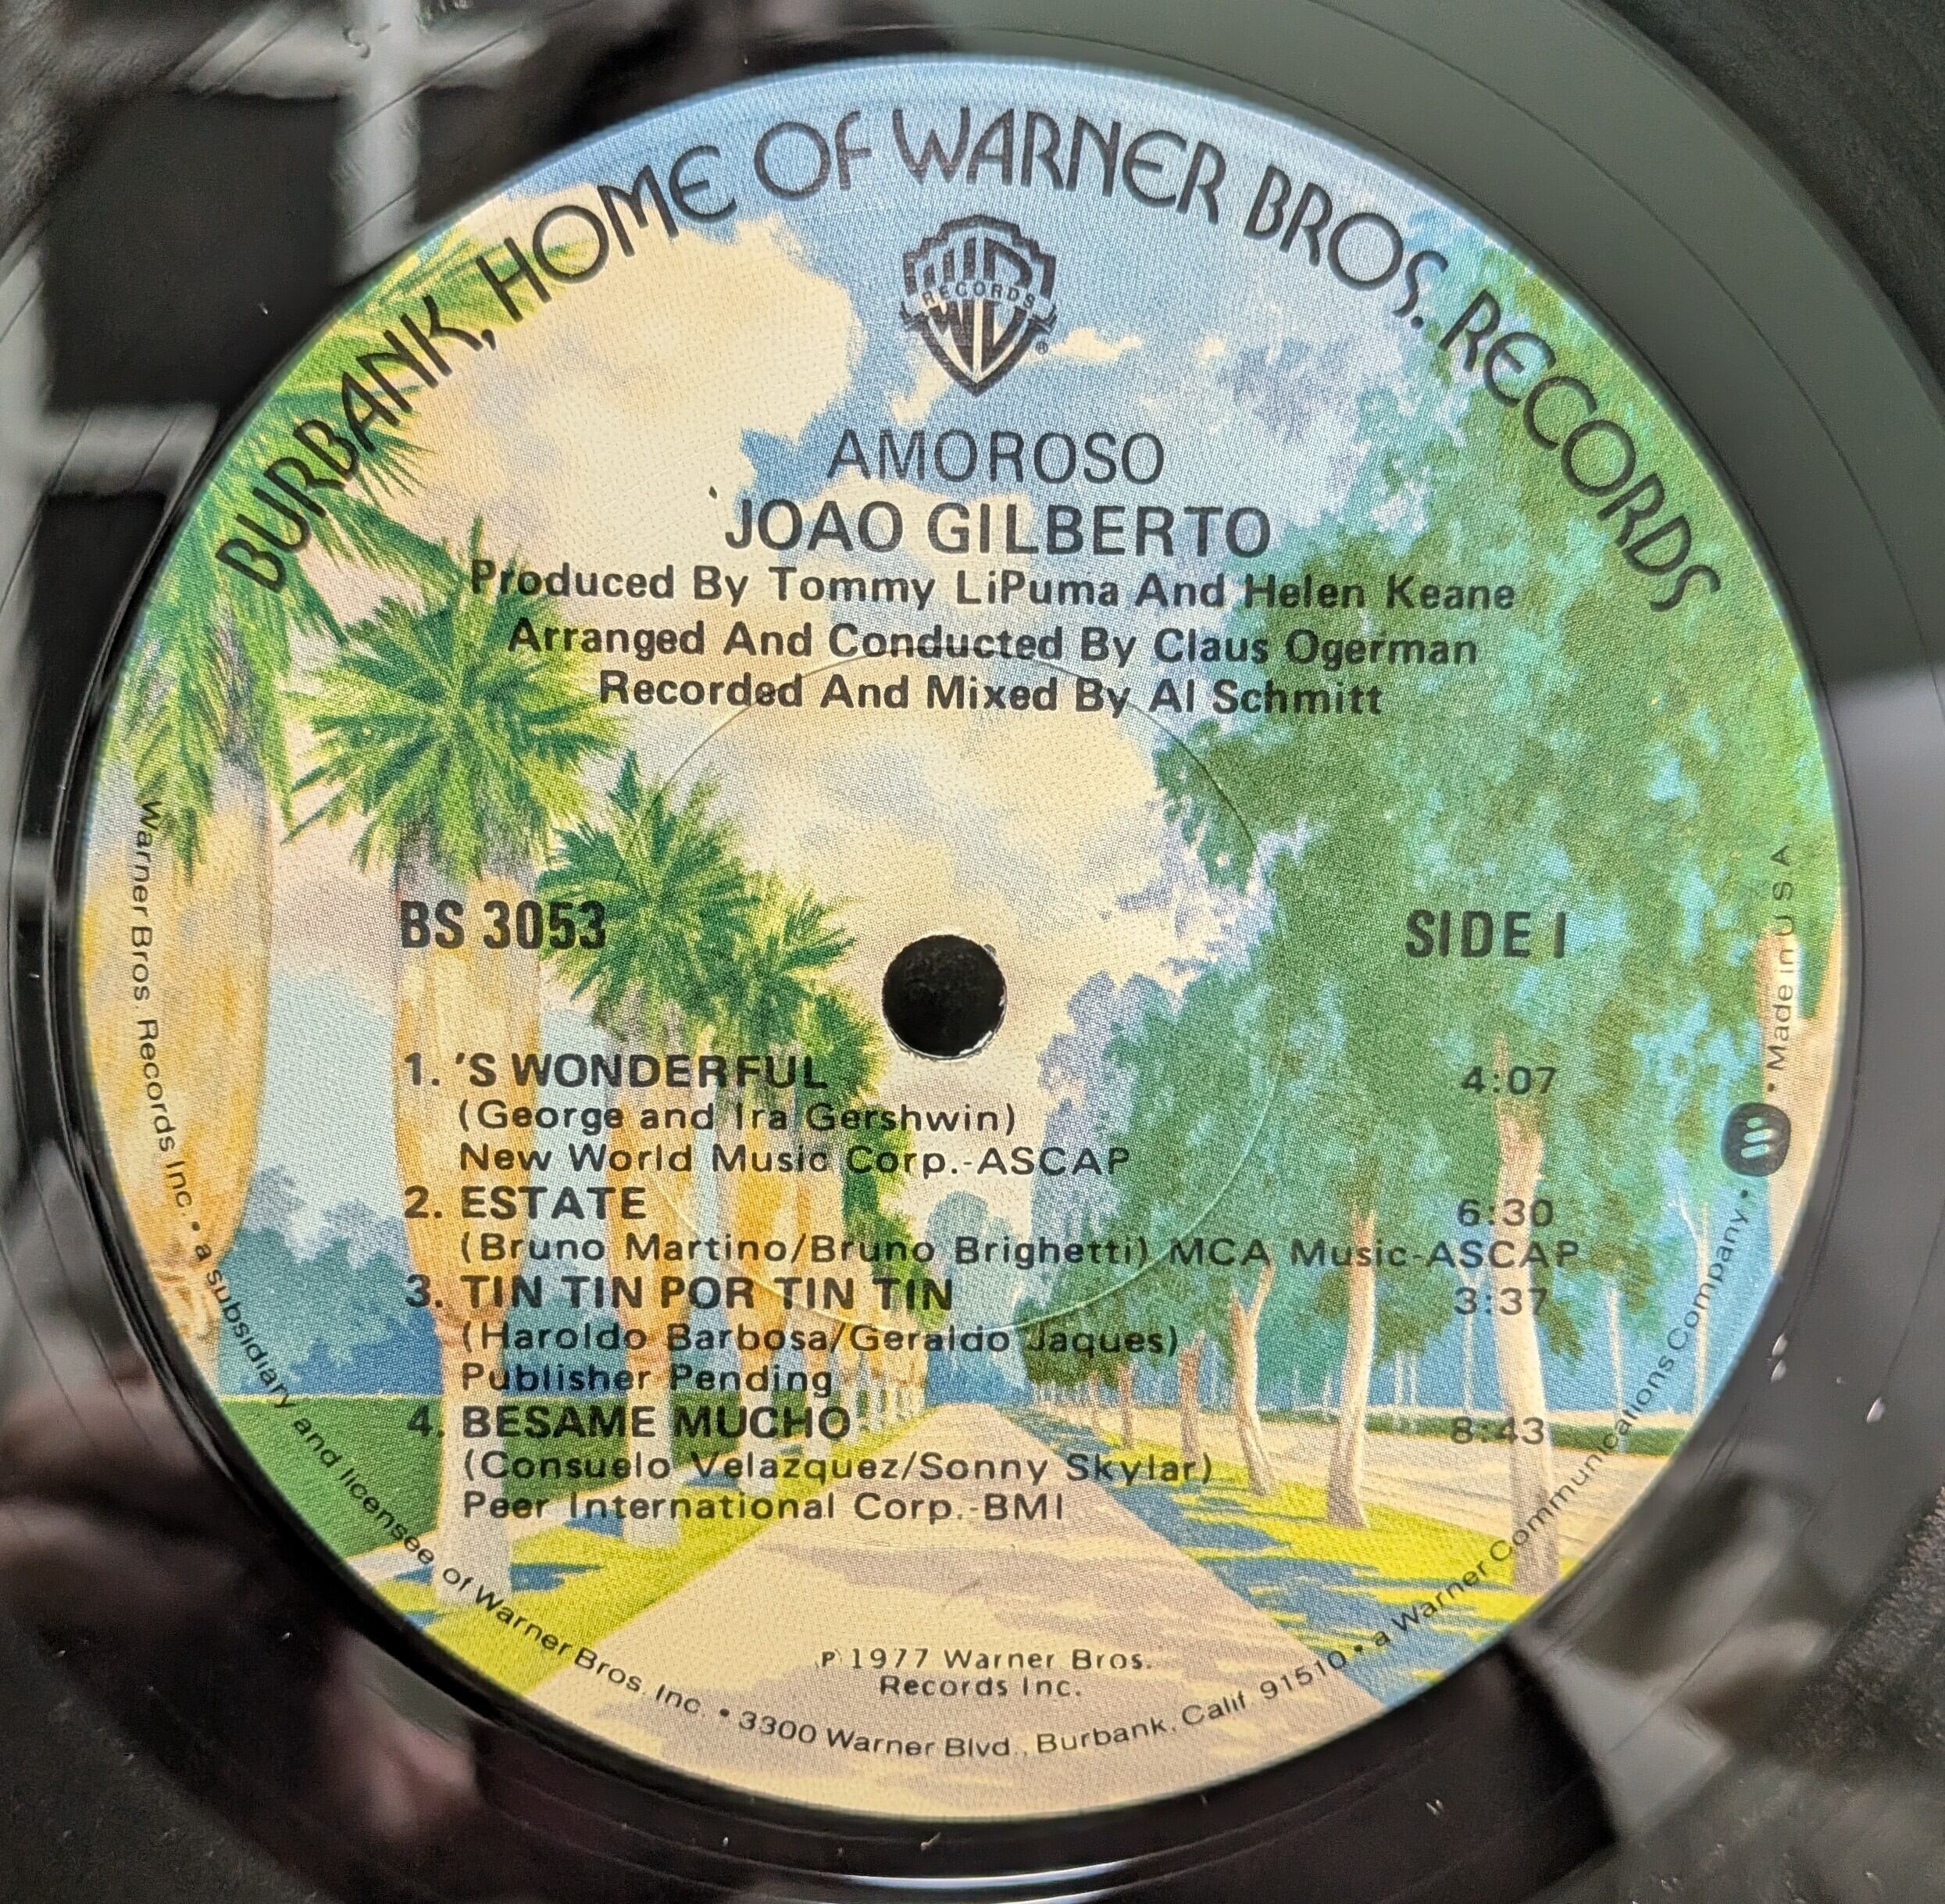 BURBANK, HOME OF WARNER BROS. RECORDS
WB
RECORDS
®
AMOROSO
JOAO GILBERTO
Produced By Tommy LiPuma And Helen Keane
Arranged And Conducted By Claus Ogerman
Recorded And Mixed By Al Schmitt
BS 3053
SIDE I
1. 'S WONDERFUL 4:07
(George and Ira Gershwin)
New World Music Corp.-ASCAP
2. ESTATE 6:30
(Bruno Martino/Bruno Brighetti) MCA Music-ASCAP
3. TIN TIN POR TIN TIN 3:37
(Haroldo Barbosa/Geraldo Jaques)
Publisher Pending
4. BESAME MUCHO 8:43
(Consuelo Velazquez/Sonny Skylar)
Peer International Corp.-BMI
℗ 1977 Warner Bros.
Records Inc.
Warner Bros. Records Inc. • a subsidiary and licensee of Warner Bros. Inc. • 3300 Warner Blvd., Burbank, Calif. 91510 • a Warner Communications Company • W • Made in U S A